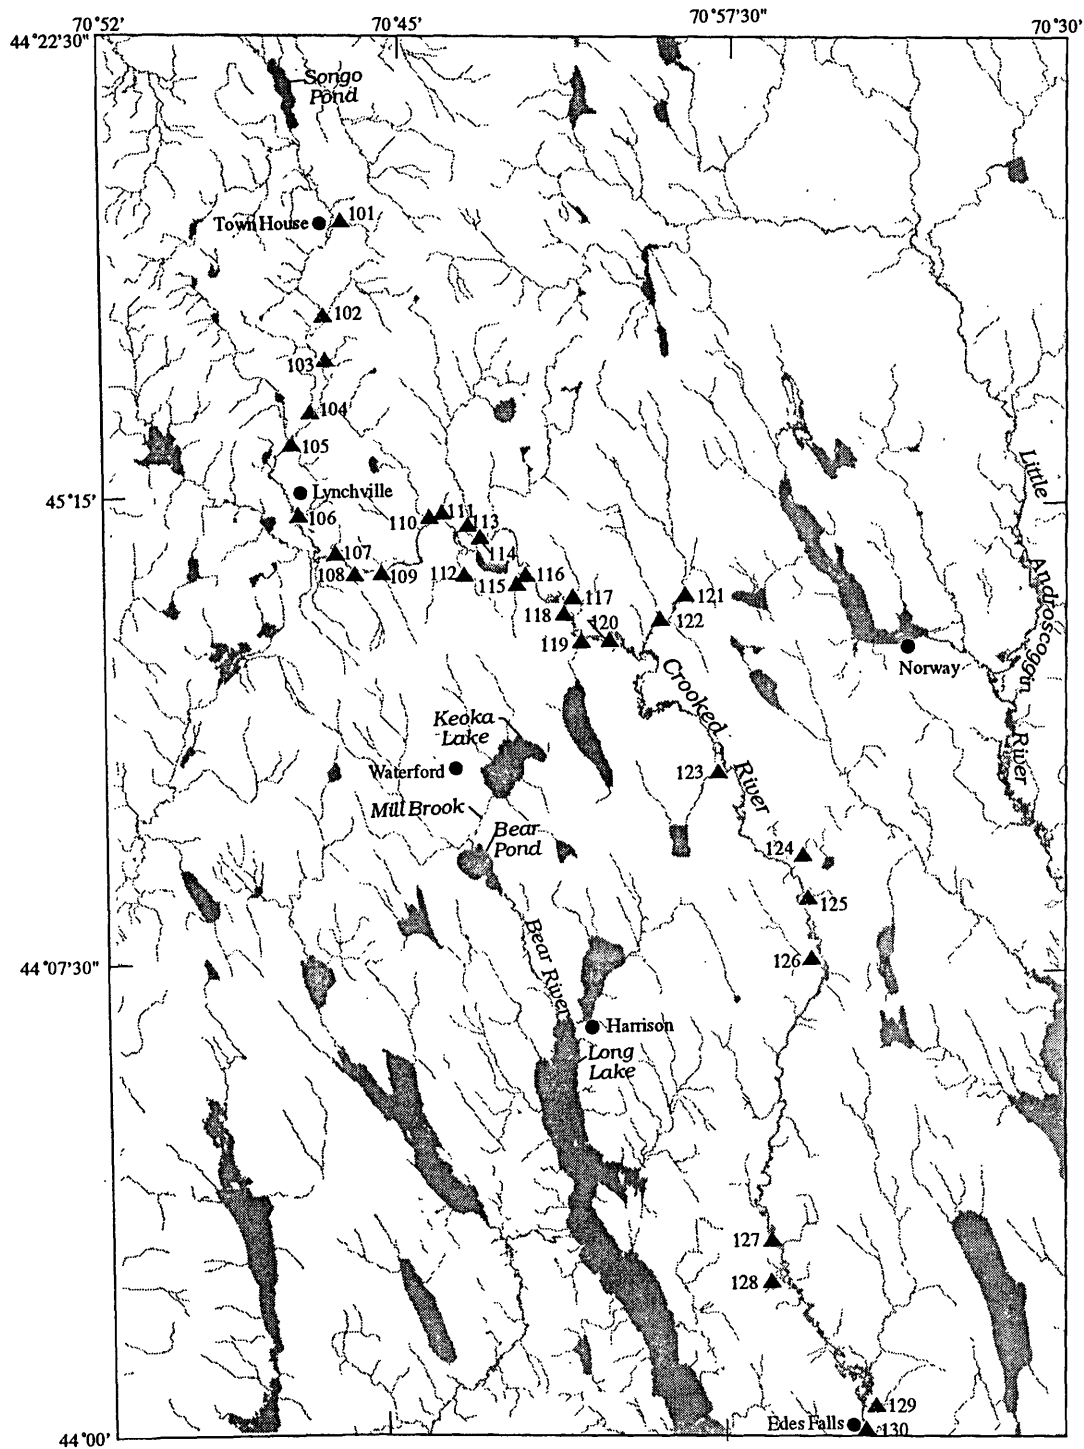 70°52' 70°45' 70°57'30" 70°30'
44°22'30"
Songo
Pond
Town House 101
102
103
104
105
45°15'
Lynchville
106
110 111 113
107
114
108 109 112 116
115
117
121
118
120 122
119
Little
Androscoggin
River
Norway
Crooked
River
Keoka
Lake
Waterford
123
Mill Brook
Bear
Pond
124
125
Bear River
44°07'30"
126
Harrison
Long
Lake
127
128
129
Edes Falls 130
44°00'